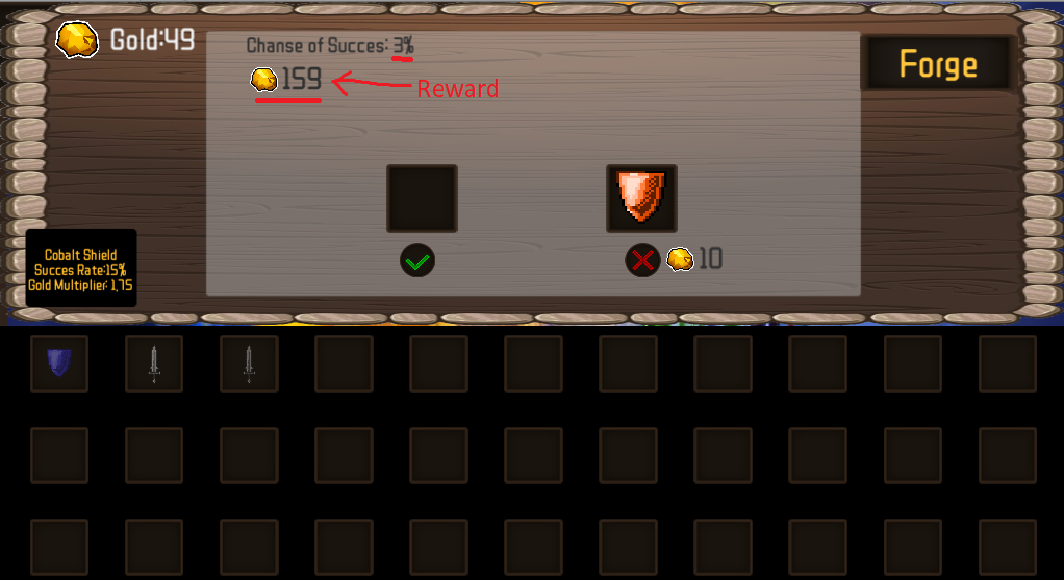 Gold:49
Chanse of Succes: 3%
159
Reward
Forge
10
Cobalt Shield
Succes Rate:15%
Gold Multiplier: 1,75